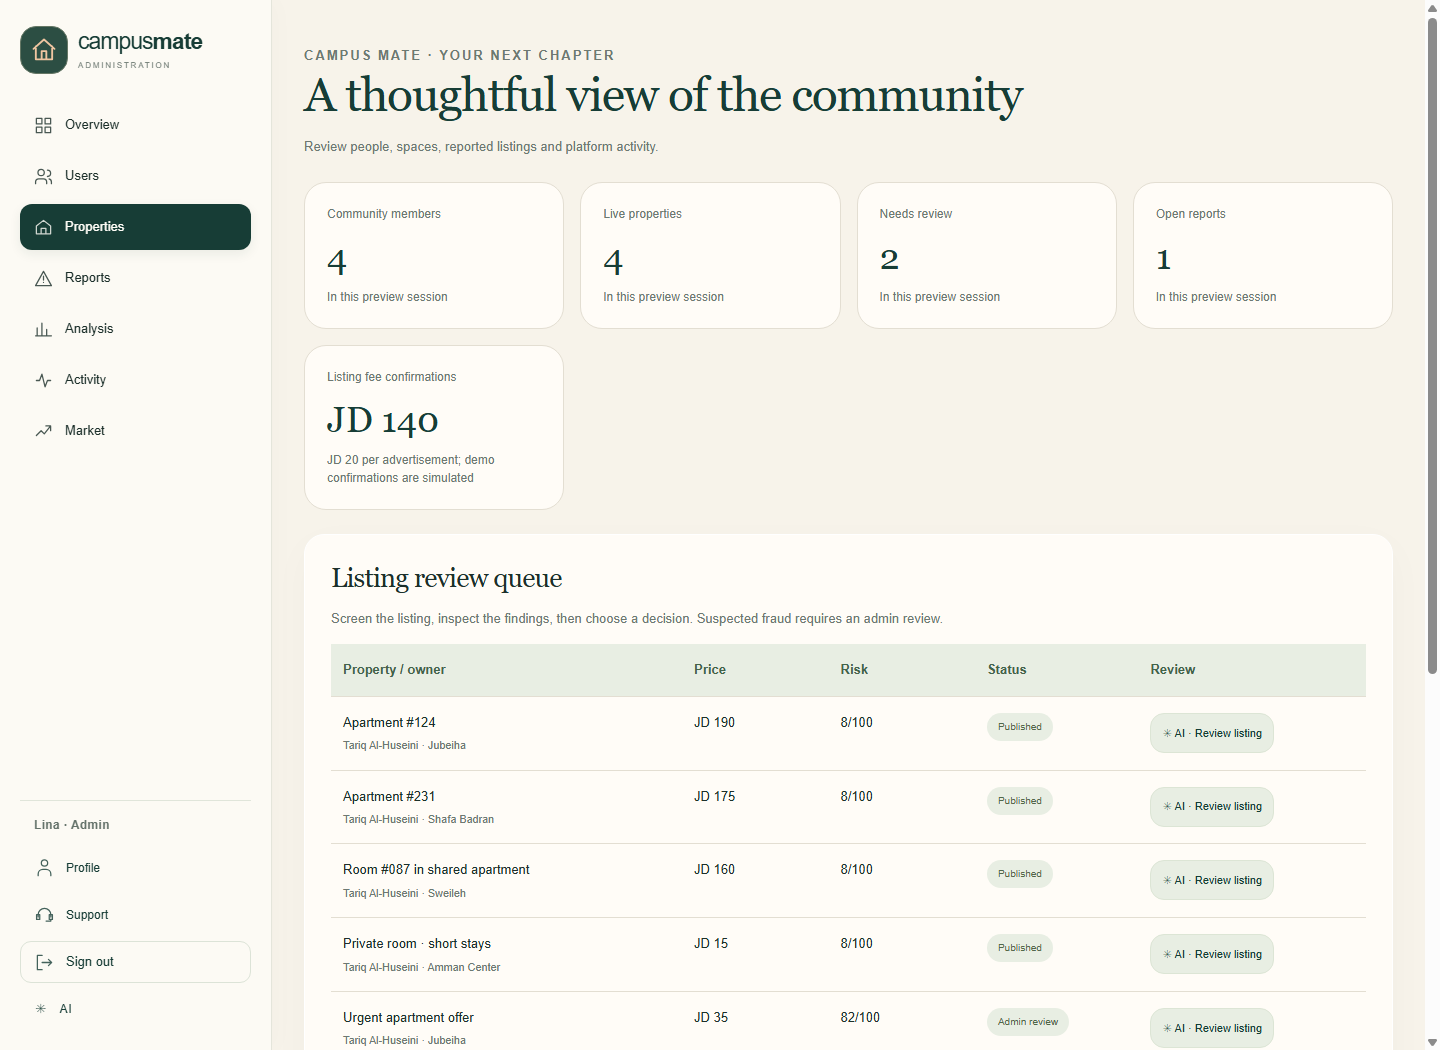 campusmate
ADMINISTRATION
Overview
Users
Properties
Reports
Analysis
Activity
Market
Lina · Admin
Profile
Support
Sign out
✳ AI
CAMPUS MATE · YOUR NEXT CHAPTER
A thoughtful view of the community
Review people, spaces, reported listings and platform activity.
Community members
4
In this preview session
Live properties
4
In this preview session
Needs review
2
In this preview session
Open reports
1
In this preview session
Listing fee confirmations
JD 140
JD 20 per advertisement; demo
confirmations are simulated
Listing review queue
Screen the listing, inspect the findings, then choose a decision. Suspected fraud requires an admin review.
Property / owner Price Risk Status Review
Apartment #124 JD 190 8/100 Published ✳ AI · Review listing
Tariq Al-Huseini · Jubeiha
Apartment #231 JD 175 8/100 Published ✳ AI · Review listing
Tariq Al-Huseini · Shafa Badran
Room #087 in shared apartment JD 160 8/100 Published ✳ AI · Review listing
Tariq Al-Huseini · Sweileh
Private room · short stays JD 15 8/100 Published ✳ AI · Review listing
Tariq Al-Huseini · Amman Center
Urgent apartment offer JD 35 82/100 Admin review ✳ AI · Review listing
Tariq Al-Huseini · Jubeiha